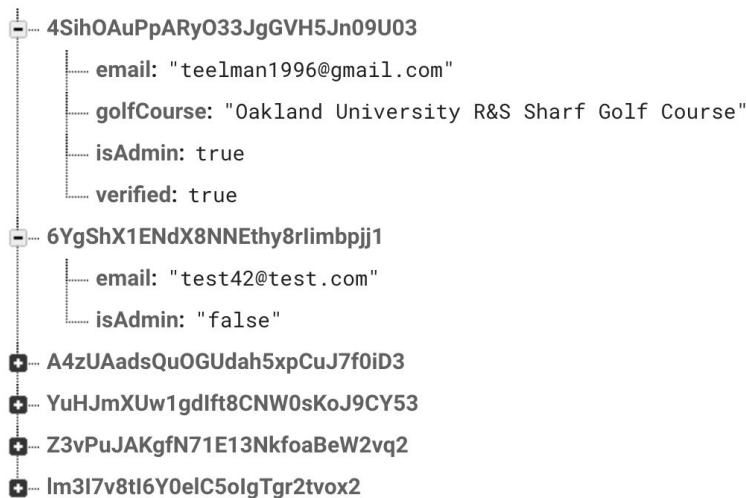 4SihOAuPpARyO33JgGVH5Jn09U03
email: "teelman1996@gmail.com"
golfCourse: "Oakland University R&S Sharf Golf Course"
isAdmin: true
verified: true
6YgShX1ENdX8NNEthy8rIimbpjj1
email: "test42@test.com"
isAdmin: "false"
A4zUAadsQuOGUdah5xpCuJ7f0iD3
YuHJmXUw1gdIft8CNW0sKoJ9CY53
Z3vPuJAKgfN71E13NkfoaBeW2vq2
lm3I7v8tI6Y0elC5oIgTgr2tvox2